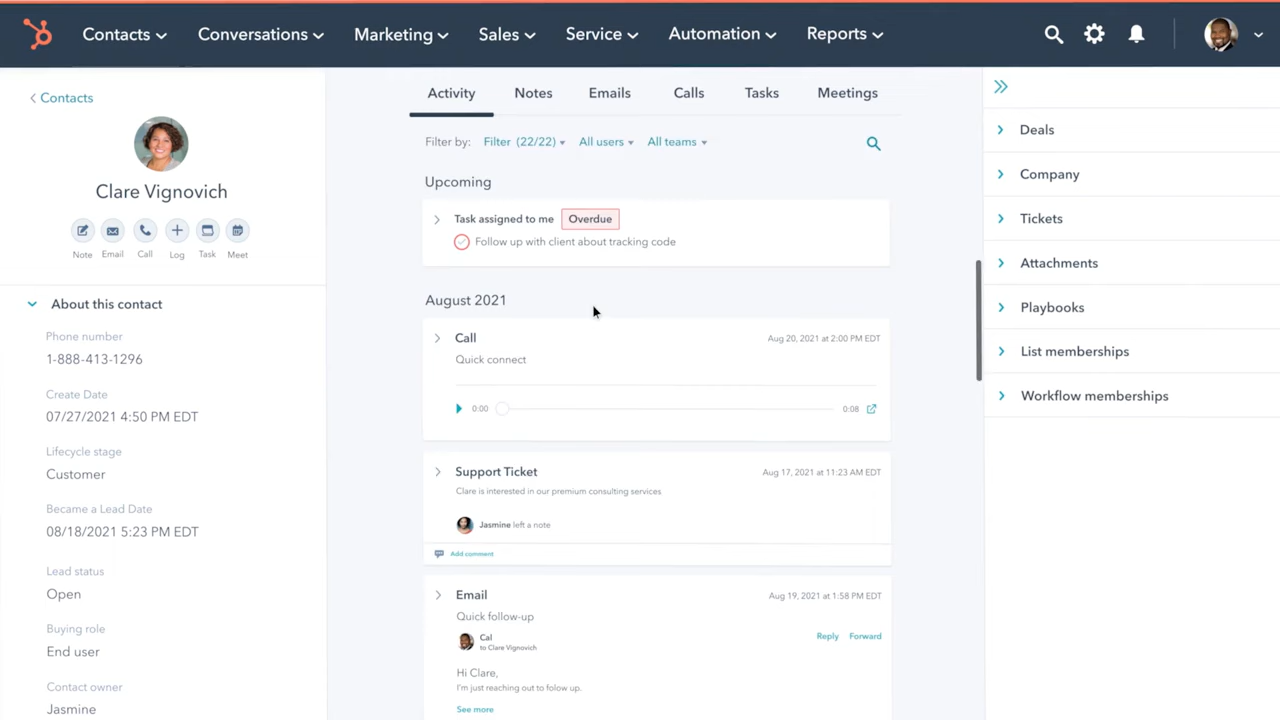 Contacts Conversations Marketing Sales Service Automation Reports
Contacts
Clare Vignovich
Note Email Call Log Task Meet
About this contact
Phone number
1-888-413-1296
Create Date
07/27/2021 4:50 PM EDT
Lifecycle stage
Customer
Became a Lead Date
08/18/2021 5:23 PM EDT
Lead status
Open
Buying role
End user
Contact owner
Jasmine
Activity Notes Emails Calls Tasks Meetings
Filter by: Filter (22/22) All users All teams
Upcoming
Task assigned to me Overdue
Follow up with client about tracking code
August 2021
Call Aug 20, 2021 at 2:00 PM EDT
Quick connect
0:00 0:08
Support Ticket Aug 17, 2021 at 11:23 AM EDT
Clare is interested in our premium consulting services
Jasmine left a note
Add comment
Email Aug 19, 2021 at 1:58 PM EDT
Quick follow-up
Cal Reply Forward
to Clare Vignovich
Hi Clare,
I'm just reaching out to folow up.
See more
Deals
Company
Tickets
Attachments
Playbooks
List memberships
Workflow memberships